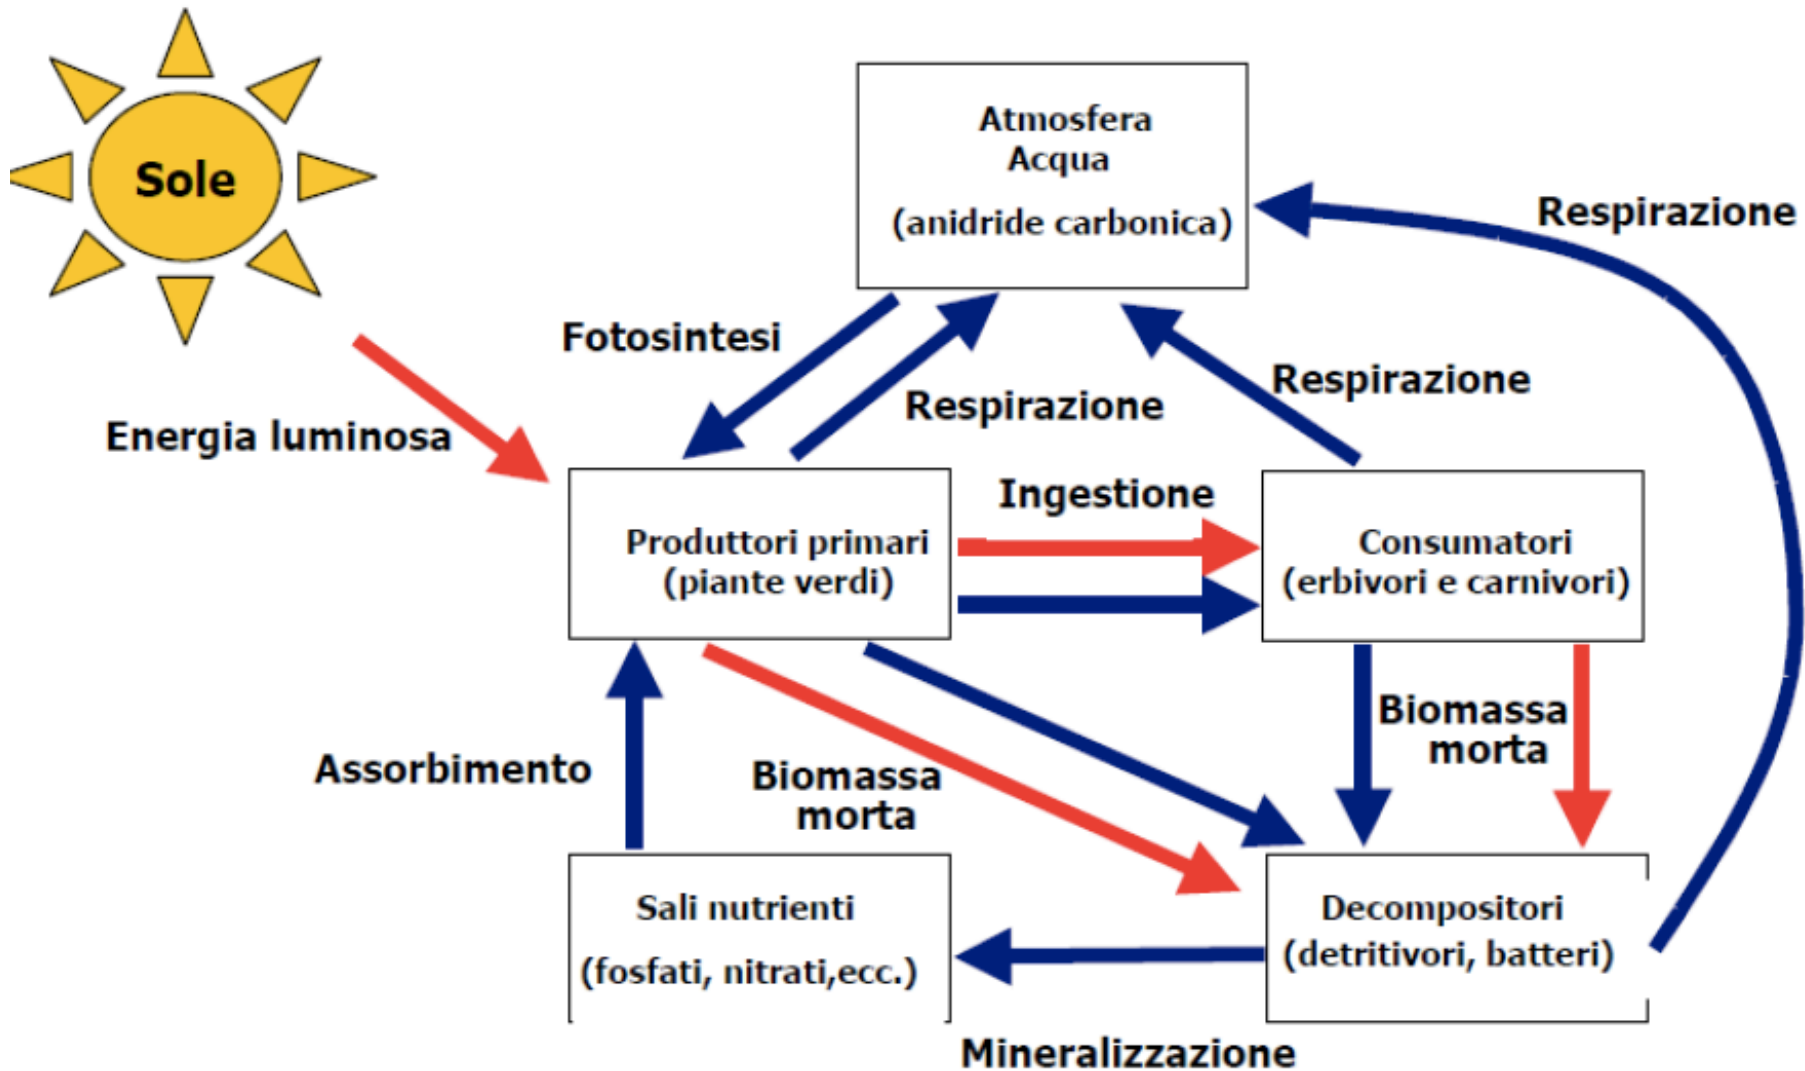 Sole
Atmosfera
Acqua
(anidride carbonica)
Respirazione
Fotosintesi
Respirazione
Respirazione
Energia luminosa
Ingestione
Produttori primari
(piante verdi)
Consumatori
(erbivori e carnivori)
Assorbimento
Biomassa
morta
Biomassa
morta
Sali nutrienti
(fosfati, nitrati,ecc.)
Decompositori
(detritivori, batteri)
Mineralizzazione